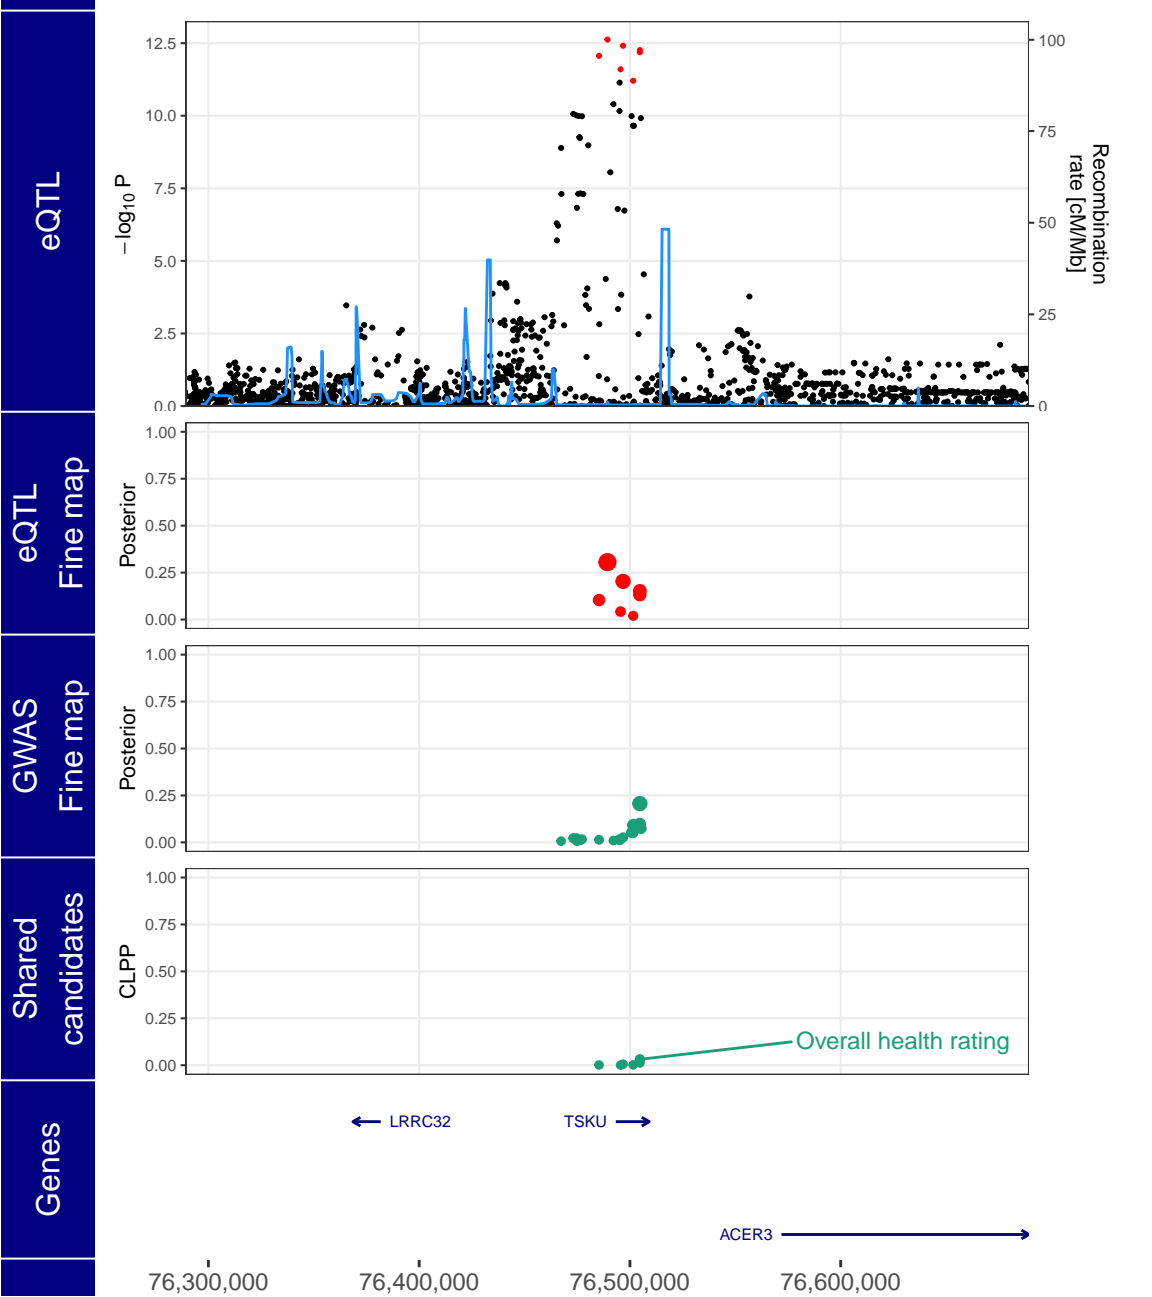 eQTL
12.5
10.0
7.5
5.0
2.5
0.0
−log10 P
100
75
50
25
0
Recombination
rate [cM/Mb]
eQTL
Fine map
1.00
0.75
0.50
0.25
0.00
Posterior
GWAS
Fine map
1.00
0.75
0.50
0.25
0.00
Posterior
Shared
candidates
1.00
0.75
0.50
0.25
0.00
CLPP
Overall health rating
Genes
LRRC32
TSKU
ACER3
76,300,000
76,400,000
76,500,000
76,600,000